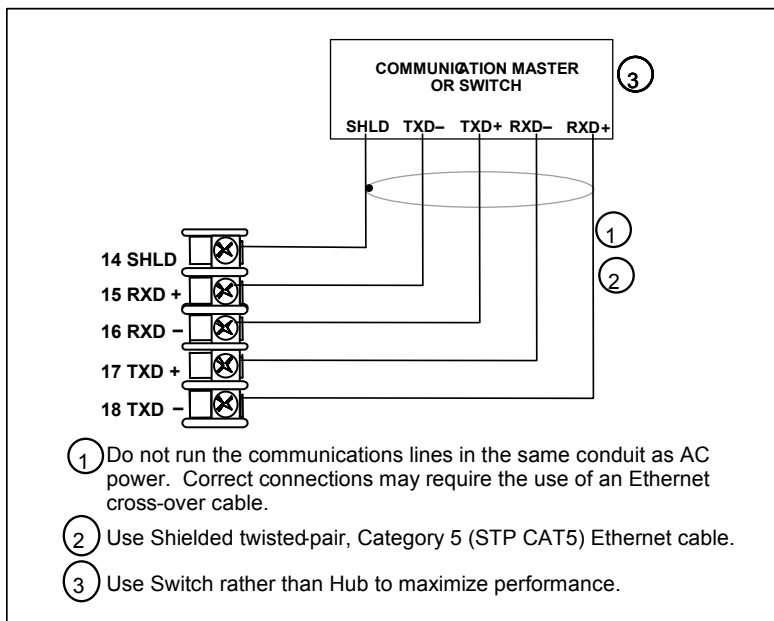 COMMUNICATION MASTER
OR SWITCH
3
SHLD TXD– TXD+ RXD– RXD+
1
2
14 SHLD
15 RXD +
16 RXD –
17 TXD +
18 TXD –
1 Do not run the communications lines in the same conduit as AC
power. Correct connections may require the use of an Ethernet
cross-over cable.
2 Use Shielded twisted-pair, Category 5 (STP CAT5) Ethernet cable.
3 Use Switch rather than Hub to maximize performance.